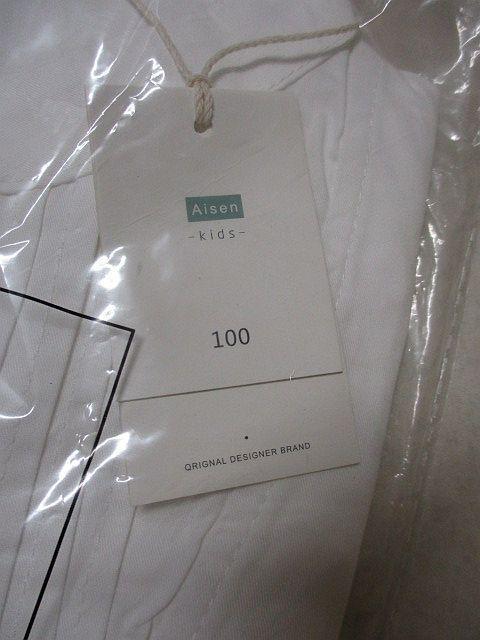 Aisen
-kids-
100
QRIGNAL DESIGNER BRAND